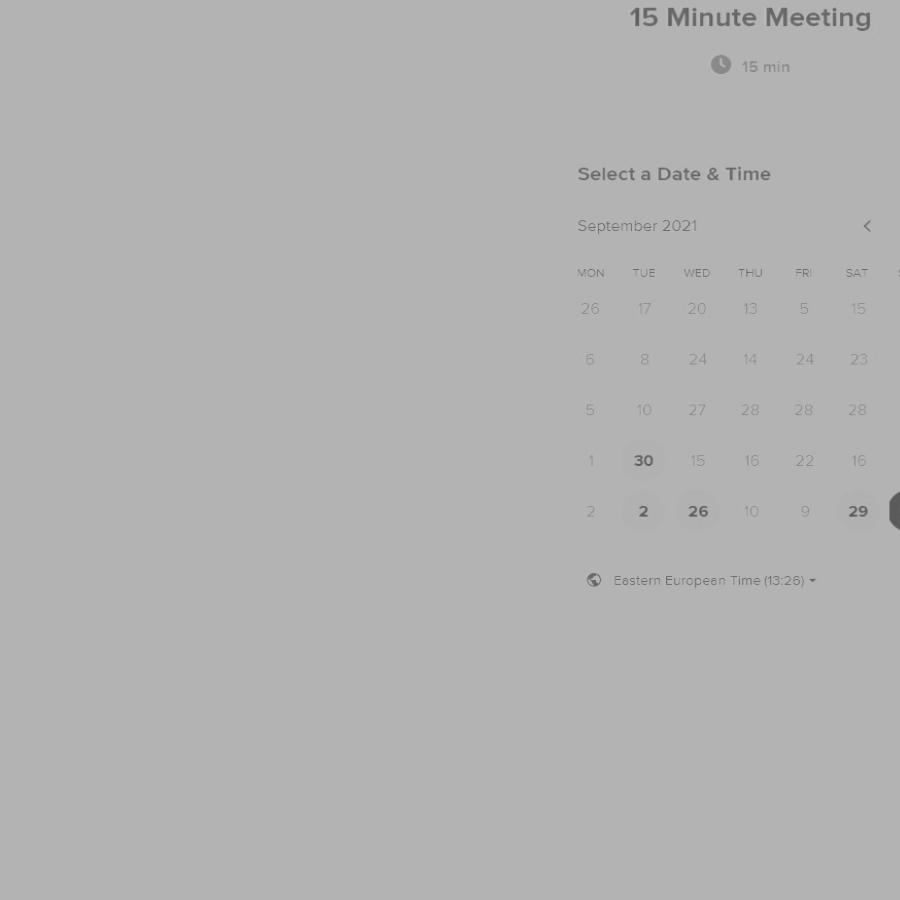 15 Minute Meeting
15 min
Select a Date & Time
September 2021
MON TUE WED THU FRI SAT
26 17 20 13 5 15
6 8 24 14 24 23
5 10 27 28 28 28
1 30 15 16 22 16
2 2 26 10 9 29
Eastern European Time (13:26)